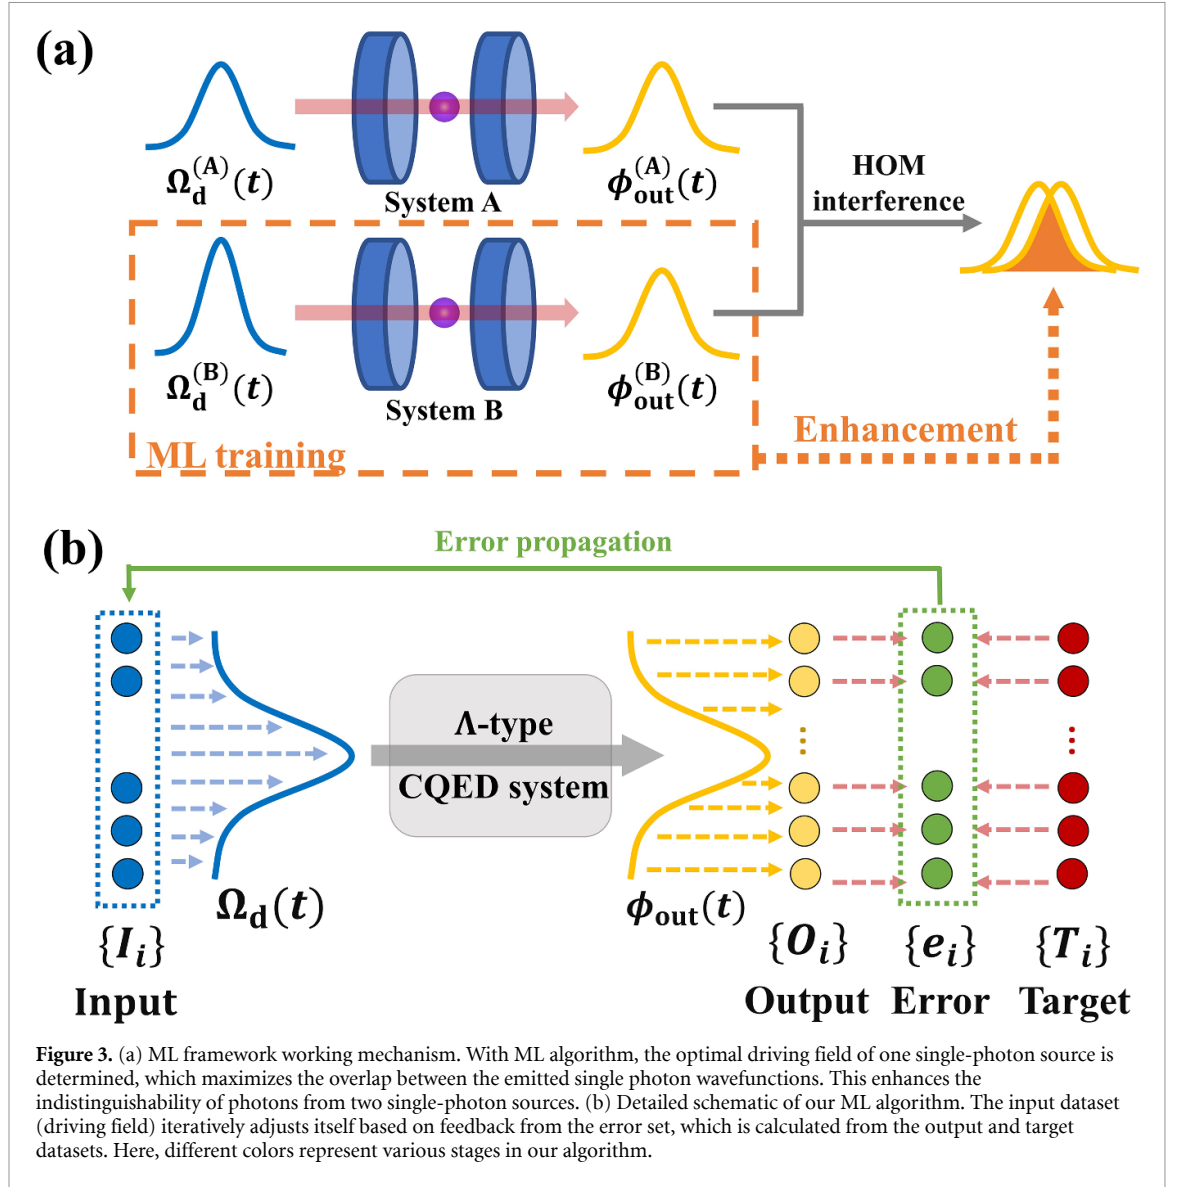 (a)
Ω_d^(A)(t)
System A
ϕ_out^(A)(t)
HOM
interference
Ω_d^(B)(t)
System B
ϕ_out^(B)(t)
ML training
Enhancement
(b)
Error propagation
Λ-type
CQED system
Ω_d(t)
ϕ_out(t)
{I_i}
{O_i}
{e_i}
{T_i}
Input
Output
Error
Target
Figure 3. (a) ML framework working mechanism. With ML algorithm, the optimal driving field of one single-photon source is
determined, which maximizes the overlap between the emitted single photon wavefunctions. This enhances the
indistinguishability of photons from two single-photon sources. (b) Detailed schematic of our ML algorithm. The input dataset
(driving field) iteratively adjusts itself based on feedback from the error set, which is calculated from the output and target
datasets. Here, different colors represent various stages in our algorithm.